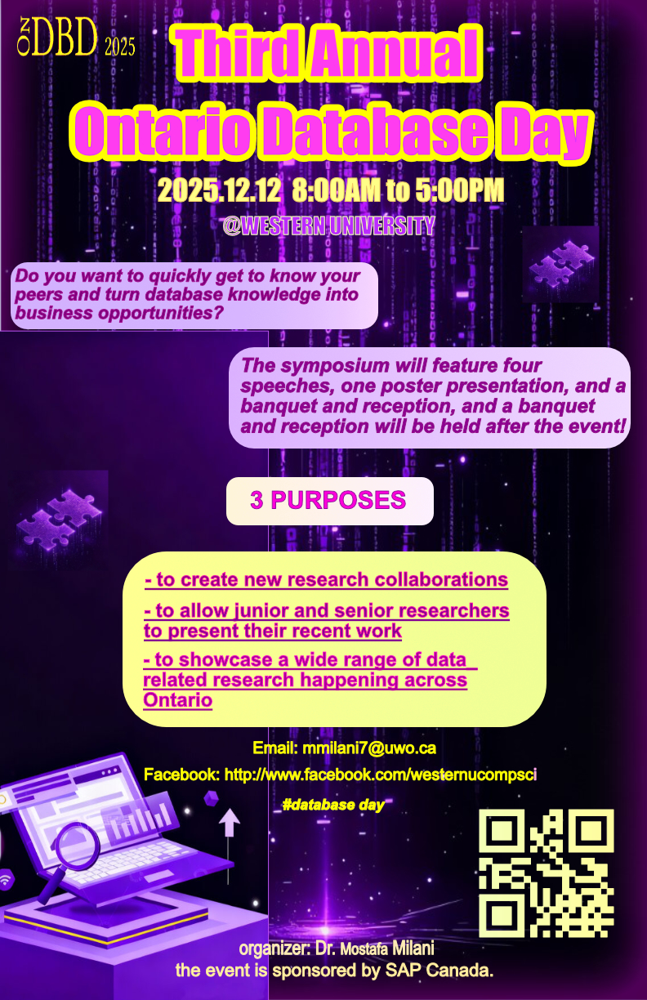 ON DBD 2025
Third Annual
Ontario Database Day
2025.12.12 8:00AM to 5:00PM
@WESTERN UNIVERSITY
Do you want to quickly get to know your
peers and turn database knowledge into
business opportunities?
The symposium will feature four
speeches, one poster presentation, and a
banquet and reception, and a banquet
and reception will be held after the event!
3 PURPOSES
- to create new research collaborations
- to allow junior and senior researchers
to present their recent work
- to showcase a wide range of data
related research happening across
Ontario
Email: mmilani7@uwo.ca
Facebook: http://www.facebook.com/westernucompsci
#database day
organizer: Dr. Mostafa Milani
the event is sponsored by SAP Canada.